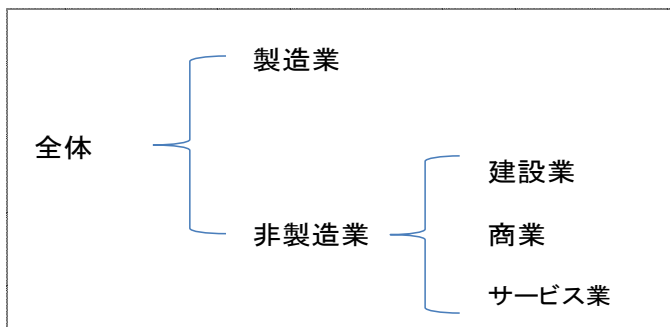 製造業
全体
建設業
非製造業
商業
サービス業